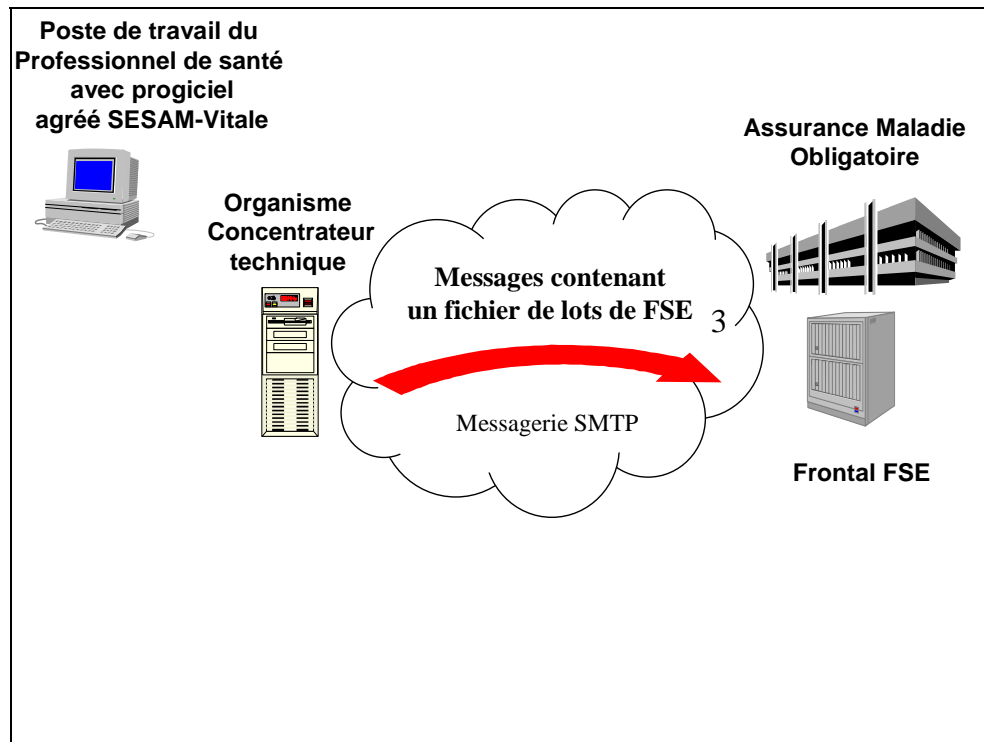 Poste de travail du
Professionnel de santé
avec progiciel
agréé SESAM-Vitale
Assurance Maladie
Obligatoire
Organisme
Concentrateur
technique
Messages contenant
un fichier de lots de FSE
3
Messagerie SMTP
Frontal FSE